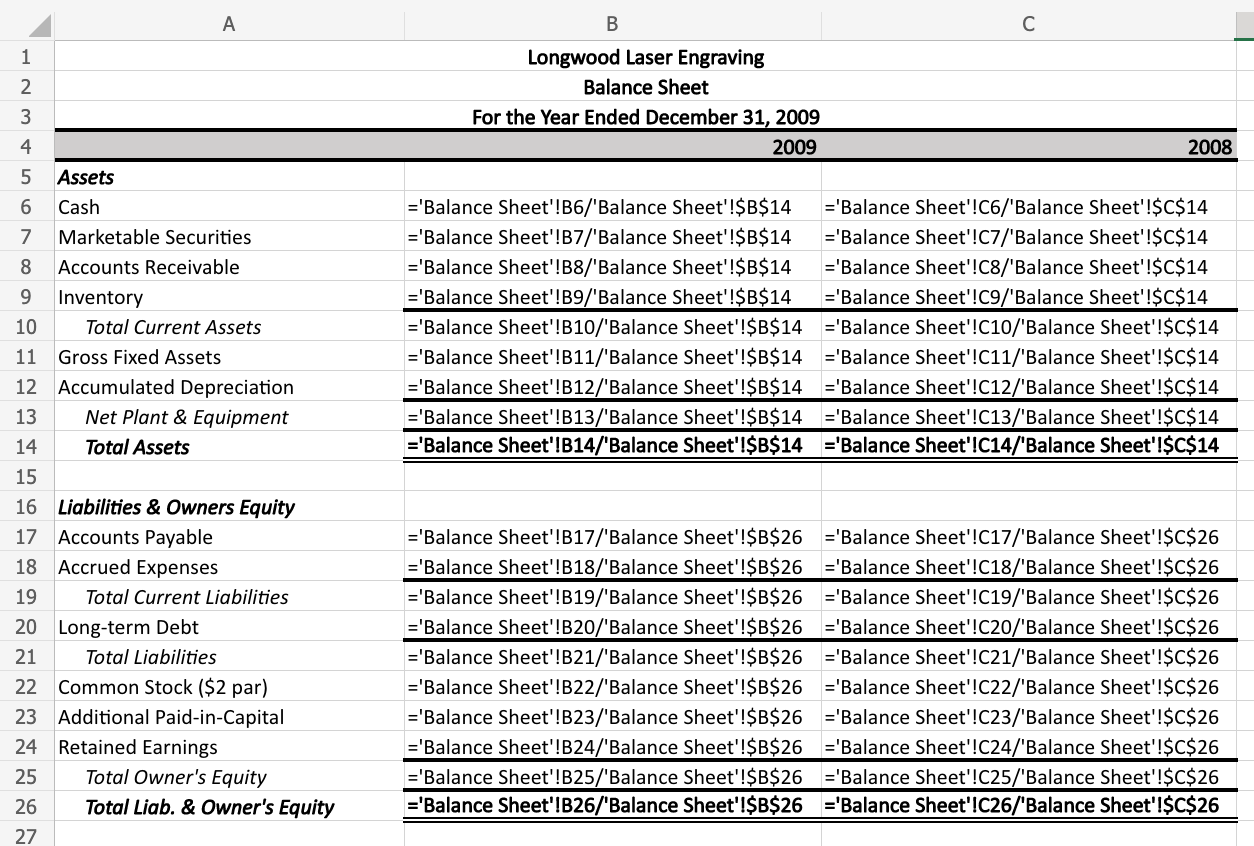 A B C
1 Longwood Laser Engraving
2 Balance Sheet
3 For the Year Ended December 31, 2009
4 2009 2008
5 Assets
6 Cash ='Balance Sheet'!B6/'Balance Sheet'!$B$14 ='Balance Sheet'!C6/'Balance Sheet'!$C$14
7 Marketable Securities ='Balance Sheet'!B7/'Balance Sheet'!$B$14 ='Balance Sheet'!C7/'Balance Sheet'!$C$14
8 Accounts Receivable ='Balance Sheet'!B8/'Balance Sheet'!$B$14 ='Balance Sheet'!C8/'Balance Sheet'!$C$14
9 Inventory ='Balance Sheet'!B9/'Balance Sheet'!$B$14 ='Balance Sheet'!C9/'Balance Sheet'!$C$14
10 Total Current Assets ='Balance Sheet'!B10/'Balance Sheet'!$B$14 ='Balance Sheet'!C10/'Balance Sheet'!$C$14
11 Gross Fixed Assets ='Balance Sheet'!B11/'Balance Sheet'!$B$14 ='Balance Sheet'!C11/'Balance Sheet'!$C$14
12 Accumulated Depreciation ='Balance Sheet'!B12/'Balance Sheet'!$B$14 ='Balance Sheet'!C12/'Balance Sheet'!$C$14
13 Net Plant & Equipment ='Balance Sheet'!B13/'Balance Sheet'!$B$14 ='Balance Sheet'!C13/'Balance Sheet'!$C$14
14 Total Assets ='Balance Sheet'!B14/'Balance Sheet'!$B$14 ='Balance Sheet'!C14/'Balance Sheet'!$C$14
15
16 Liabilities & Owners Equity
17 Accounts Payable ='Balance Sheet'!B17/'Balance Sheet'!$B$26 ='Balance Sheet'!C17/'Balance Sheet'!$C$26
18 Accrued Expenses ='Balance Sheet'!B18/'Balance Sheet'!$B$26 ='Balance Sheet'!C18/'Balance Sheet'!$C$26
19 Total Current Liabilities ='Balance Sheet'!B19/'Balance Sheet'!$B$26 ='Balance Sheet'!C19/'Balance Sheet'!$C$26
20 Long-term Debt ='Balance Sheet'!B20/'Balance Sheet'!$B$26 ='Balance Sheet'!C20/'Balance Sheet'!$C$26
21 Total Liabilities ='Balance Sheet'!B21/'Balance Sheet'!$B$26 ='Balance Sheet'!C21/'Balance Sheet'!$C$26
22 Common Stock ($2 par) ='Balance Sheet'!B22/'Balance Sheet'!$B$26 ='Balance Sheet'!C22/'Balance Sheet'!$C$26
23 Additional Paid-in-Capital ='Balance Sheet'!B23/'Balance Sheet'!$B$26 ='Balance Sheet'!C23/'Balance Sheet'!$C$26
24 Retained Earnings ='Balance Sheet'!B24/'Balance Sheet'!$B$26 ='Balance Sheet'!C24/'Balance Sheet'!$C$26
25 Total Owner's Equity ='Balance Sheet'!B25/'Balance Sheet'!$B$26 ='Balance Sheet'!C25/'Balance Sheet'!$C$26
26 Total Liab. & Owner's Equity ='Balance Sheet'!B26/'Balance Sheet'!$B$26 ='Balance Sheet'!C26/'Balance Sheet'!$C$26
27